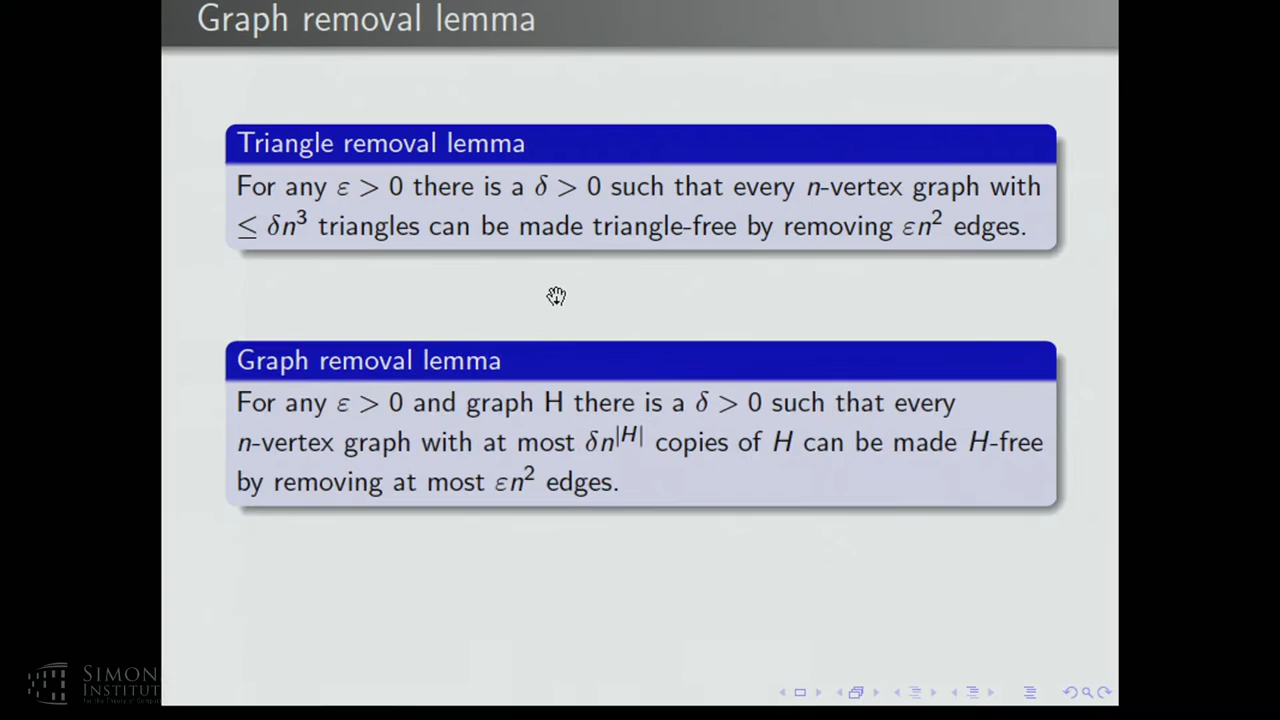 Graph removal lemma
Triangle removal lemma
For any ε > 0 there is a δ > 0 such that every n-vertex graph with
≤ δn³ triangles can be made triangle-free by removing εn² edges.
Graph removal lemma
For any ε > 0 and graph H there is a δ > 0 such that every
n-vertex graph with at most δn^|H| copies of H can be made H-free
by removing at most εn² edges.
SIMONS
INSTITUT